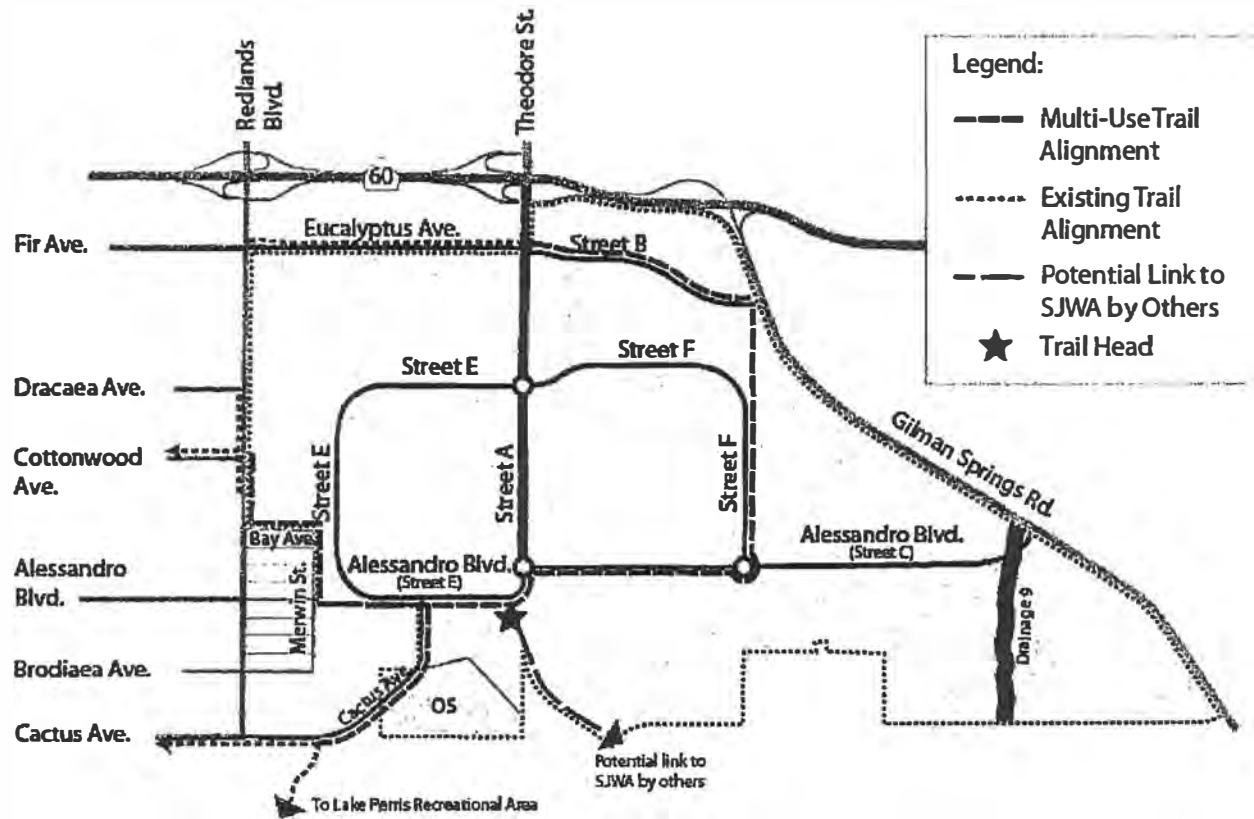 Redlands
Blvd.
Theodore St.
Legend:
Multi-Use Trail
Alignment
Existing Trail
Alignment
Potential Link to
SJWA by Others
Trail Head
60
Fir Ave.
Eucalyptus Ave.
Street B
Street E
Street F
Dracaea Ave.
Cottonwood
Ave.
Street E
Street A
Street F
Gilman Springs Rd.
Bay Ave.
Alessandro Blvd.
(Street E)
Alessandro Blvd.
(Street C)
Alessandro
Blvd.
Merwin St.
Drainage 9
Brodiaea Ave.
Cactus Ave.
OS
Cactus Ave.
Potential link to
SJWA by others
To Lake Perris Recreational Area